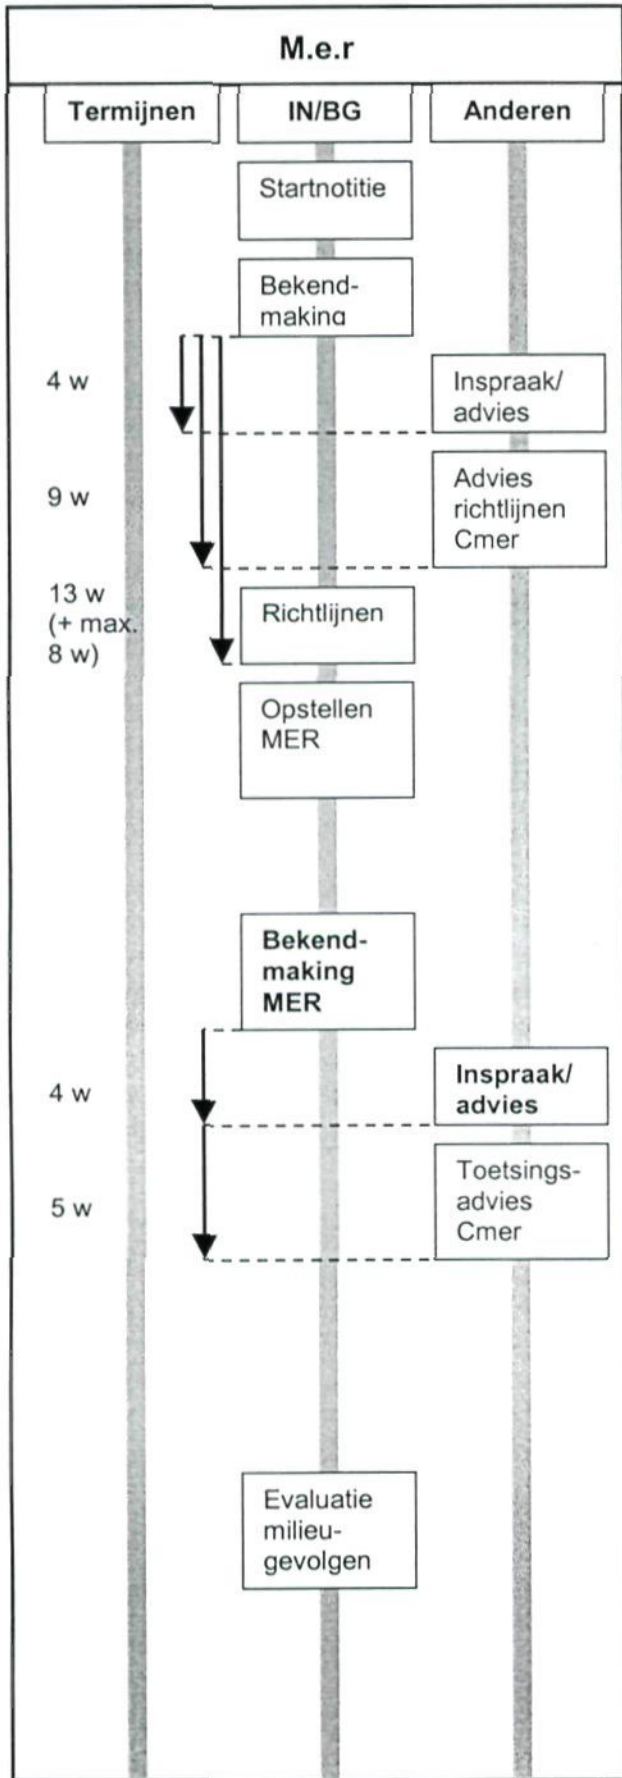 M.e.r
Termijnen
IN/BG
Anderen
Startnotitie
Bekend-
making
4 w
Inspraak/
advies
9 w
Advies
richtlijnen
Cmer
13 w
(+ max.
8 w)
Richtlijnen
Opstellen
MER
Bekend-
making
MER
4 w
Inspraak/
advies
5 w
Toetsings-
advies
Cmer
Evaluatie
milieu-
gevolgen